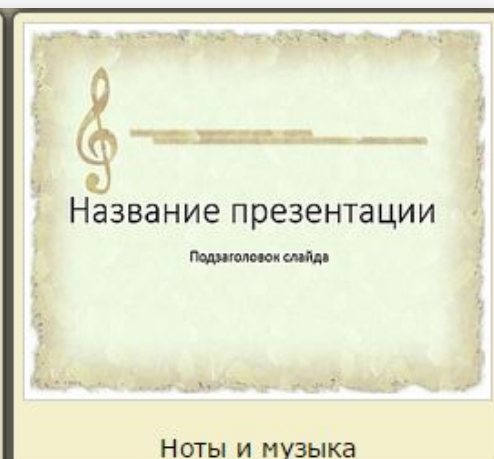 Название презентации
Подзаголовок слайда
Ноты и музыка